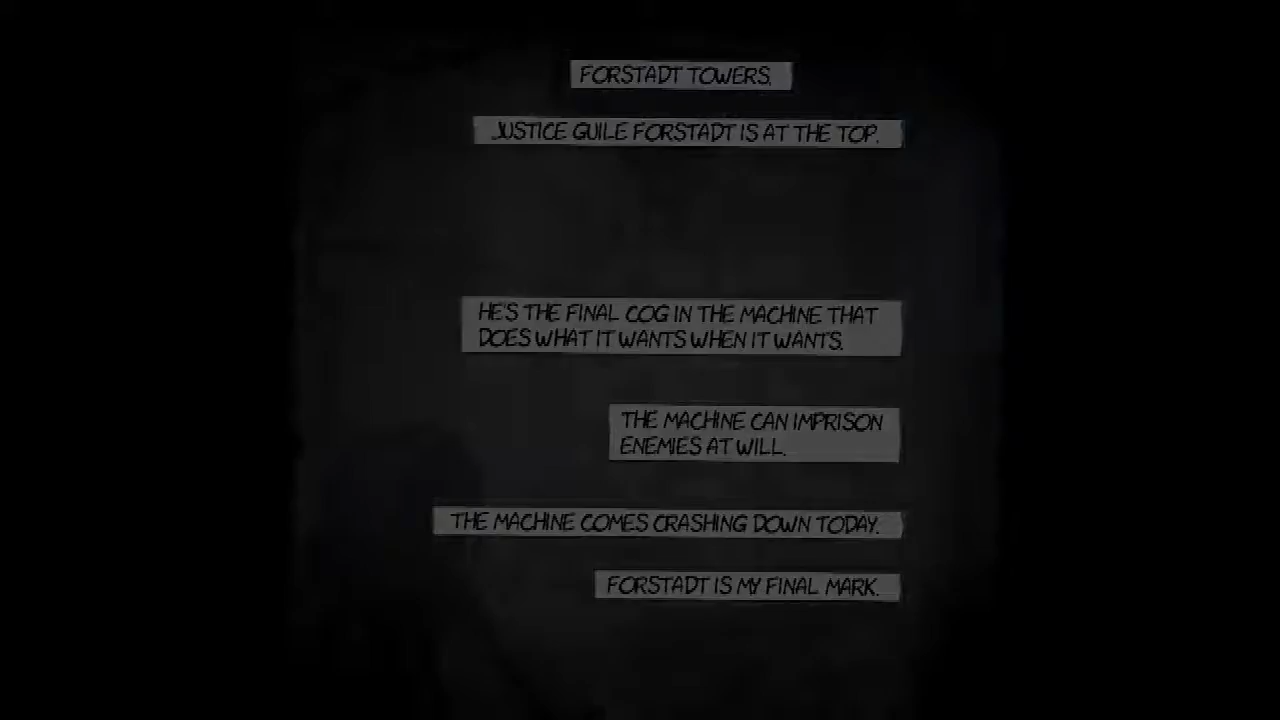 FORSTADT TOWERS.
JUSTICE GUILE FORSTADT IS AT THE TOP.
HE'S THE FINAL COG IN THE MACHINE THAT
DOES WHAT IT WANTS WHEN IT WANTS.
THE MACHINE CAN IMPRISON
ENEMIES AT WILL.
THE MACHINE COMES CRASHING DOWN TODAY.
FORSTADT IS MY FINAL MARK.